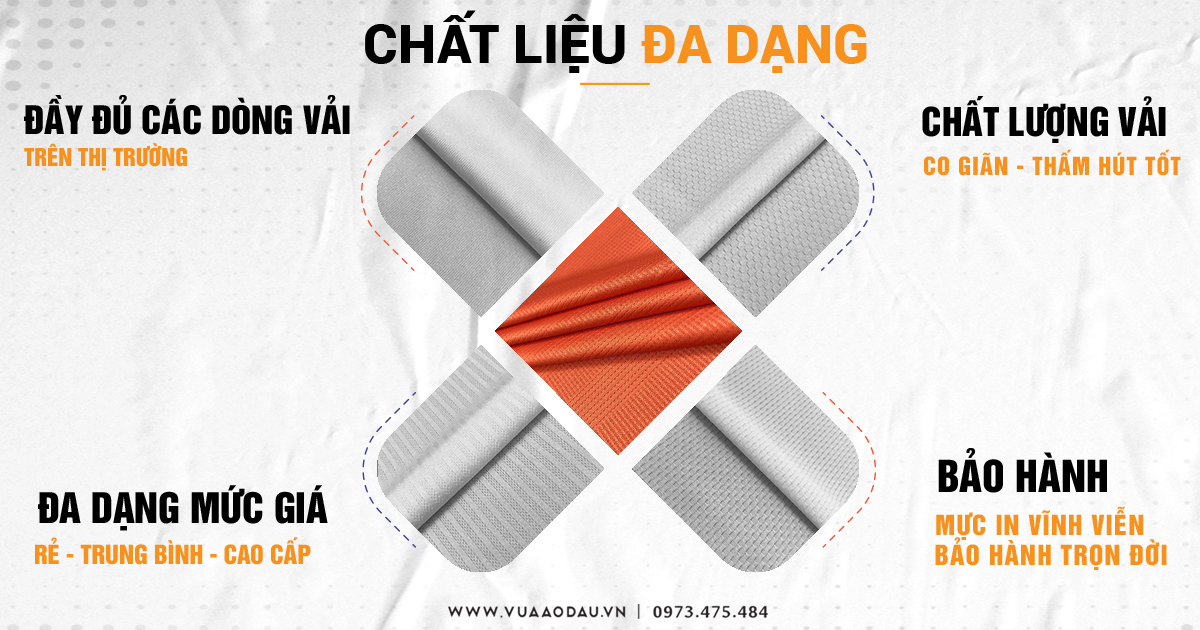 CHẤT LIỆU ĐA DẠNG
ĐẦY ĐỦ CÁC DÒNG VẢI
TRÊN THỊ TRƯỜNG
CHẤT LƯỢNG VẢI
CO GIÃN - THẤM HÚT TỐT
ĐA DẠNG MỨC GIÁ
RẺ - TRUNG BÌNH - CAO CẤP
BẢO HÀNH
MỰC IN VĨNH VIỄN
BẢO HÀNH TRỌN ĐỜI
WWW.VUAAODAU.VN | 0973.475.484